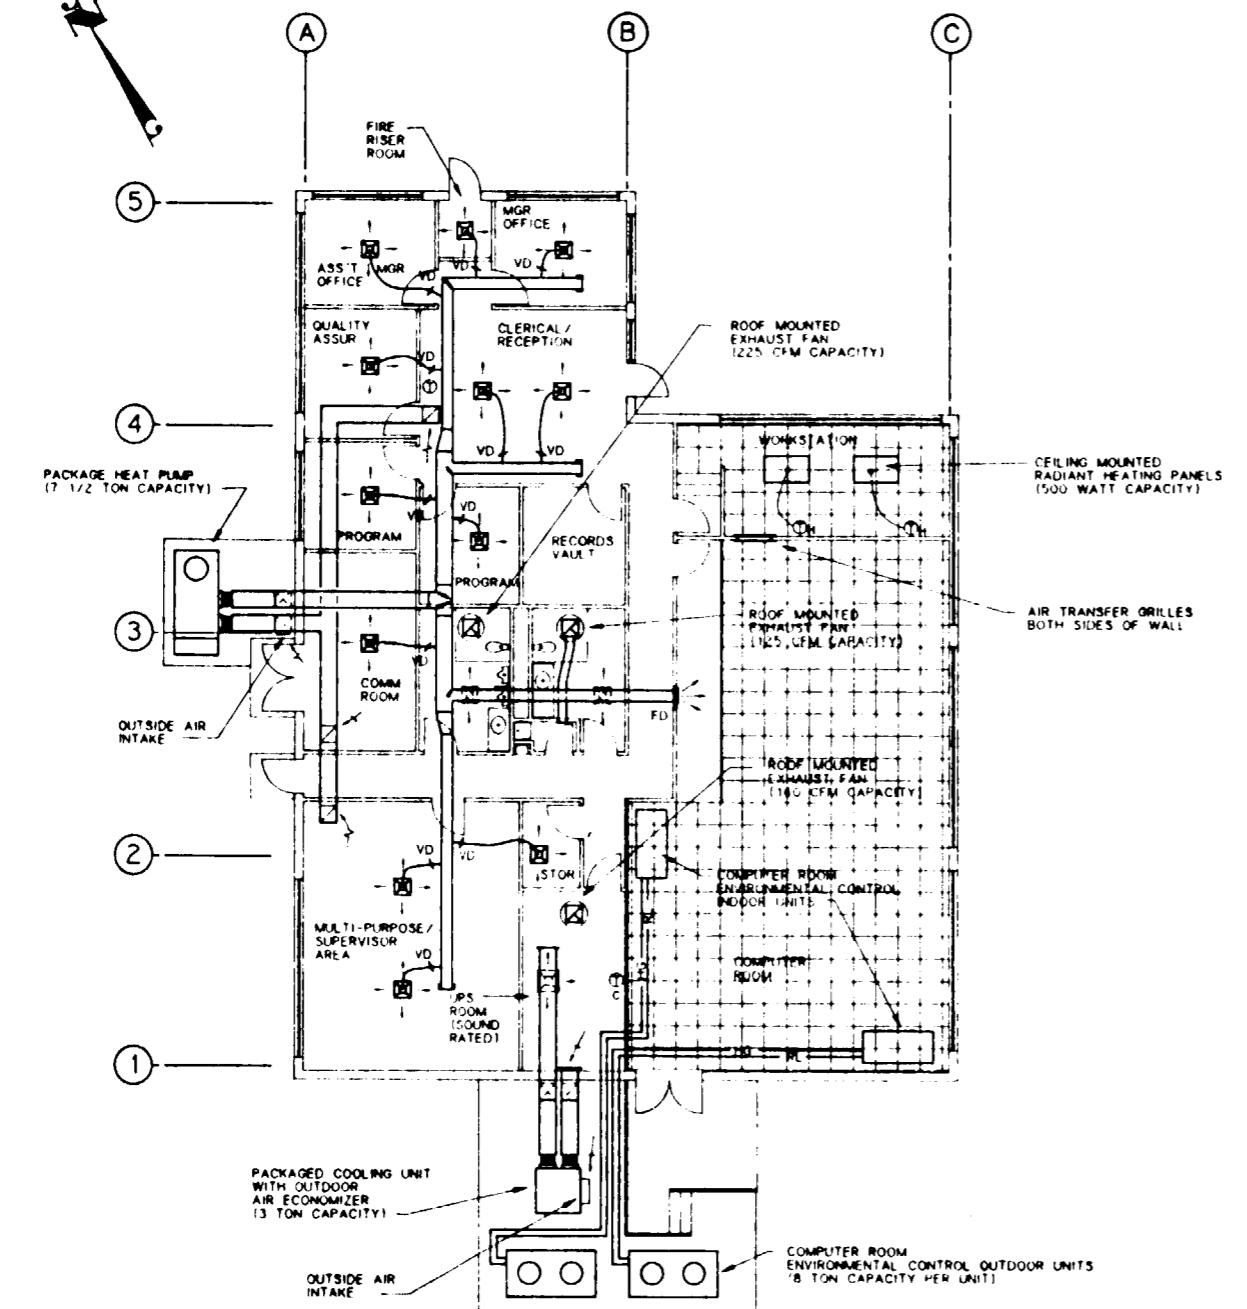 A
B
C
FIRE
RISER
ROOM
5
MGR
OFFICE
ASS'T MGR
OFFICE
VD
VD
VD
QUALITY
ASSUR
CLERICAL/
RECEPTION
ROOF MOUNTED
EXHAUST FAN
(225 CFM CAPACITY)
VD
T
4
VD
VD
WORKSTATION
CEILING MOUNTED
RADIANT HEATING PANELS
(500 WATT CAPACITY)
PACKAGE HEAT PUMP
(7 1/2 TON CAPACITY)
VD
VD
T
H
T
H
PROGRAM
RECORDS
VAULT
PROGRAM
AIR TRANSFER GRILLES
BOTH SIDES OF WALL
3
ROOF MOUNTED
EXHAUST FAN
(125 CFM CAPACITY)
VD
COMM
ROOM
FD
OUTSIDE AIR
INTAKE
ROOF MOUNTED
EXHAUST FAN
CFM CAPACITY)
2
VD
VD
STOR
COMPUTER ROOM
ENVIRONMENTAL CONTROL
INDOOR UNITS
MULTI-PURPOSE/
SUPERVISOR
AREA
VD
COMPUTER
ROOM
T
C
UPS
ROOM
(SOUND
RATED)
HG
RL
HG
RL
1
PACKAGED COOLING UNIT
WITH OUTDOOR
AIR ECONOMIZER
(3 TON CAPACITY)
OUTSIDE AIR
INTAKE
COMPUTER ROOM
ENVIRONMENTAL CONTROL OUTDOOR UNITS
(8 TON CAPACITY PER UNIT)